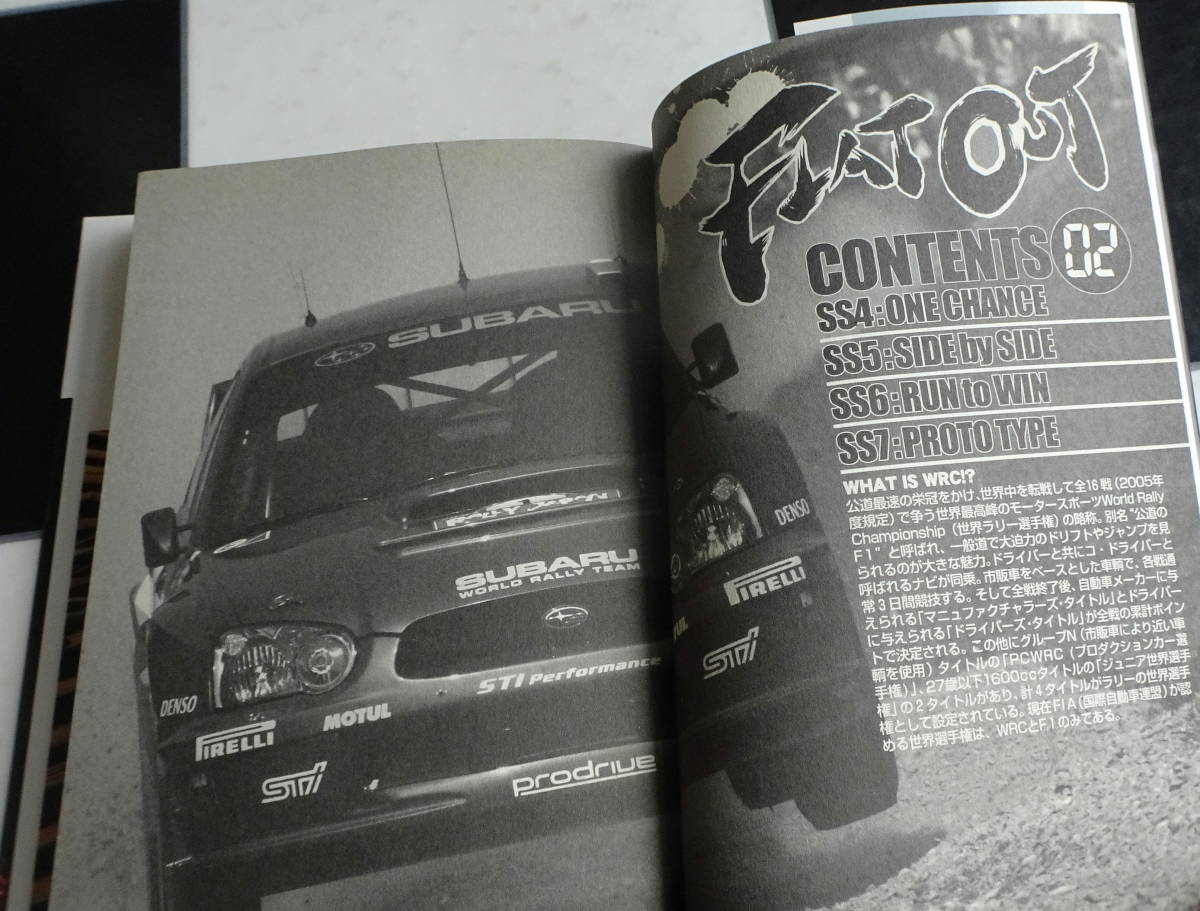 SUBARU
SUBARU
WORLD RALLY TEAM
STI Performance
DENSO
PIRELLI
MOTUL
STi
prodrive
FLAT OUT
CONTENTS 02
SS4:ONE CHANCE
SS5:SIDE by SIDE
SS6:RUN to WIN
SS7:PROTO TYPE
WHAT IS WRC!?
公道最速の栄冠をかけ、世界中を転戦して全16戦(2005年
度規定)で争う世界最高峰のモータースポーツWorld Rally
Championship(世界ラリー選手権)の略称。別名“公道の
F1”と呼ばれ、一般道で大迫力のドリフトやジャンプを見
られるのが大きな魅力。ドライバーと共にコ・ドライバーと
呼ばれるナビが同乗。市販車をベースとした車輌で、各戦通
常3日間競技する。そして全戦終了後、自動車メーカーに与
えられる「マニュファクチャラーズ・タイトル」とドライバー
に与えられる「ドライバーズ・タイトル」が全戦の累計ポイン
トで決定される。この他にグループN(市販車により近い車
輌を使用)タイトルの「PCWRC(プロダクションカー選
手権)」、27歳以下1600ccタイトルの「ジュニア世界選手
権」の2タイトルがあり、計4タイトルがラリーの世界選手
権として設定されている。現在FIA(国際自動車連盟)が認
める世界選手権は、WRCとF.1のみである。
DENSO
PIRELLI
MOTUL
STi